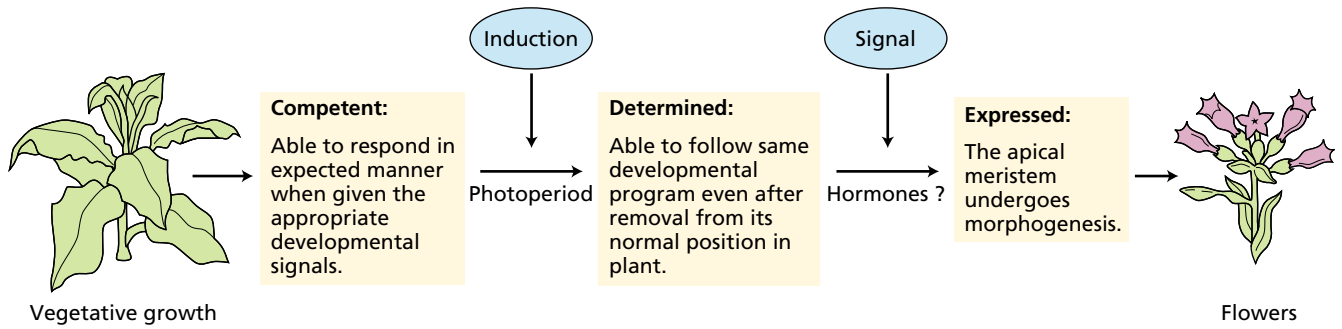 Induction
Signal
Competent:
Able to respond in
expected manner
when given the
appropriate
developmental
signals.
Photoperiod
Determined:
Able to follow same
developmental
program even after
removal from its
normal position in
plant.
Hormones ?
Expressed:
The apical
meristem
undergoes
morphogenesis.
Vegetative growth
Flowers